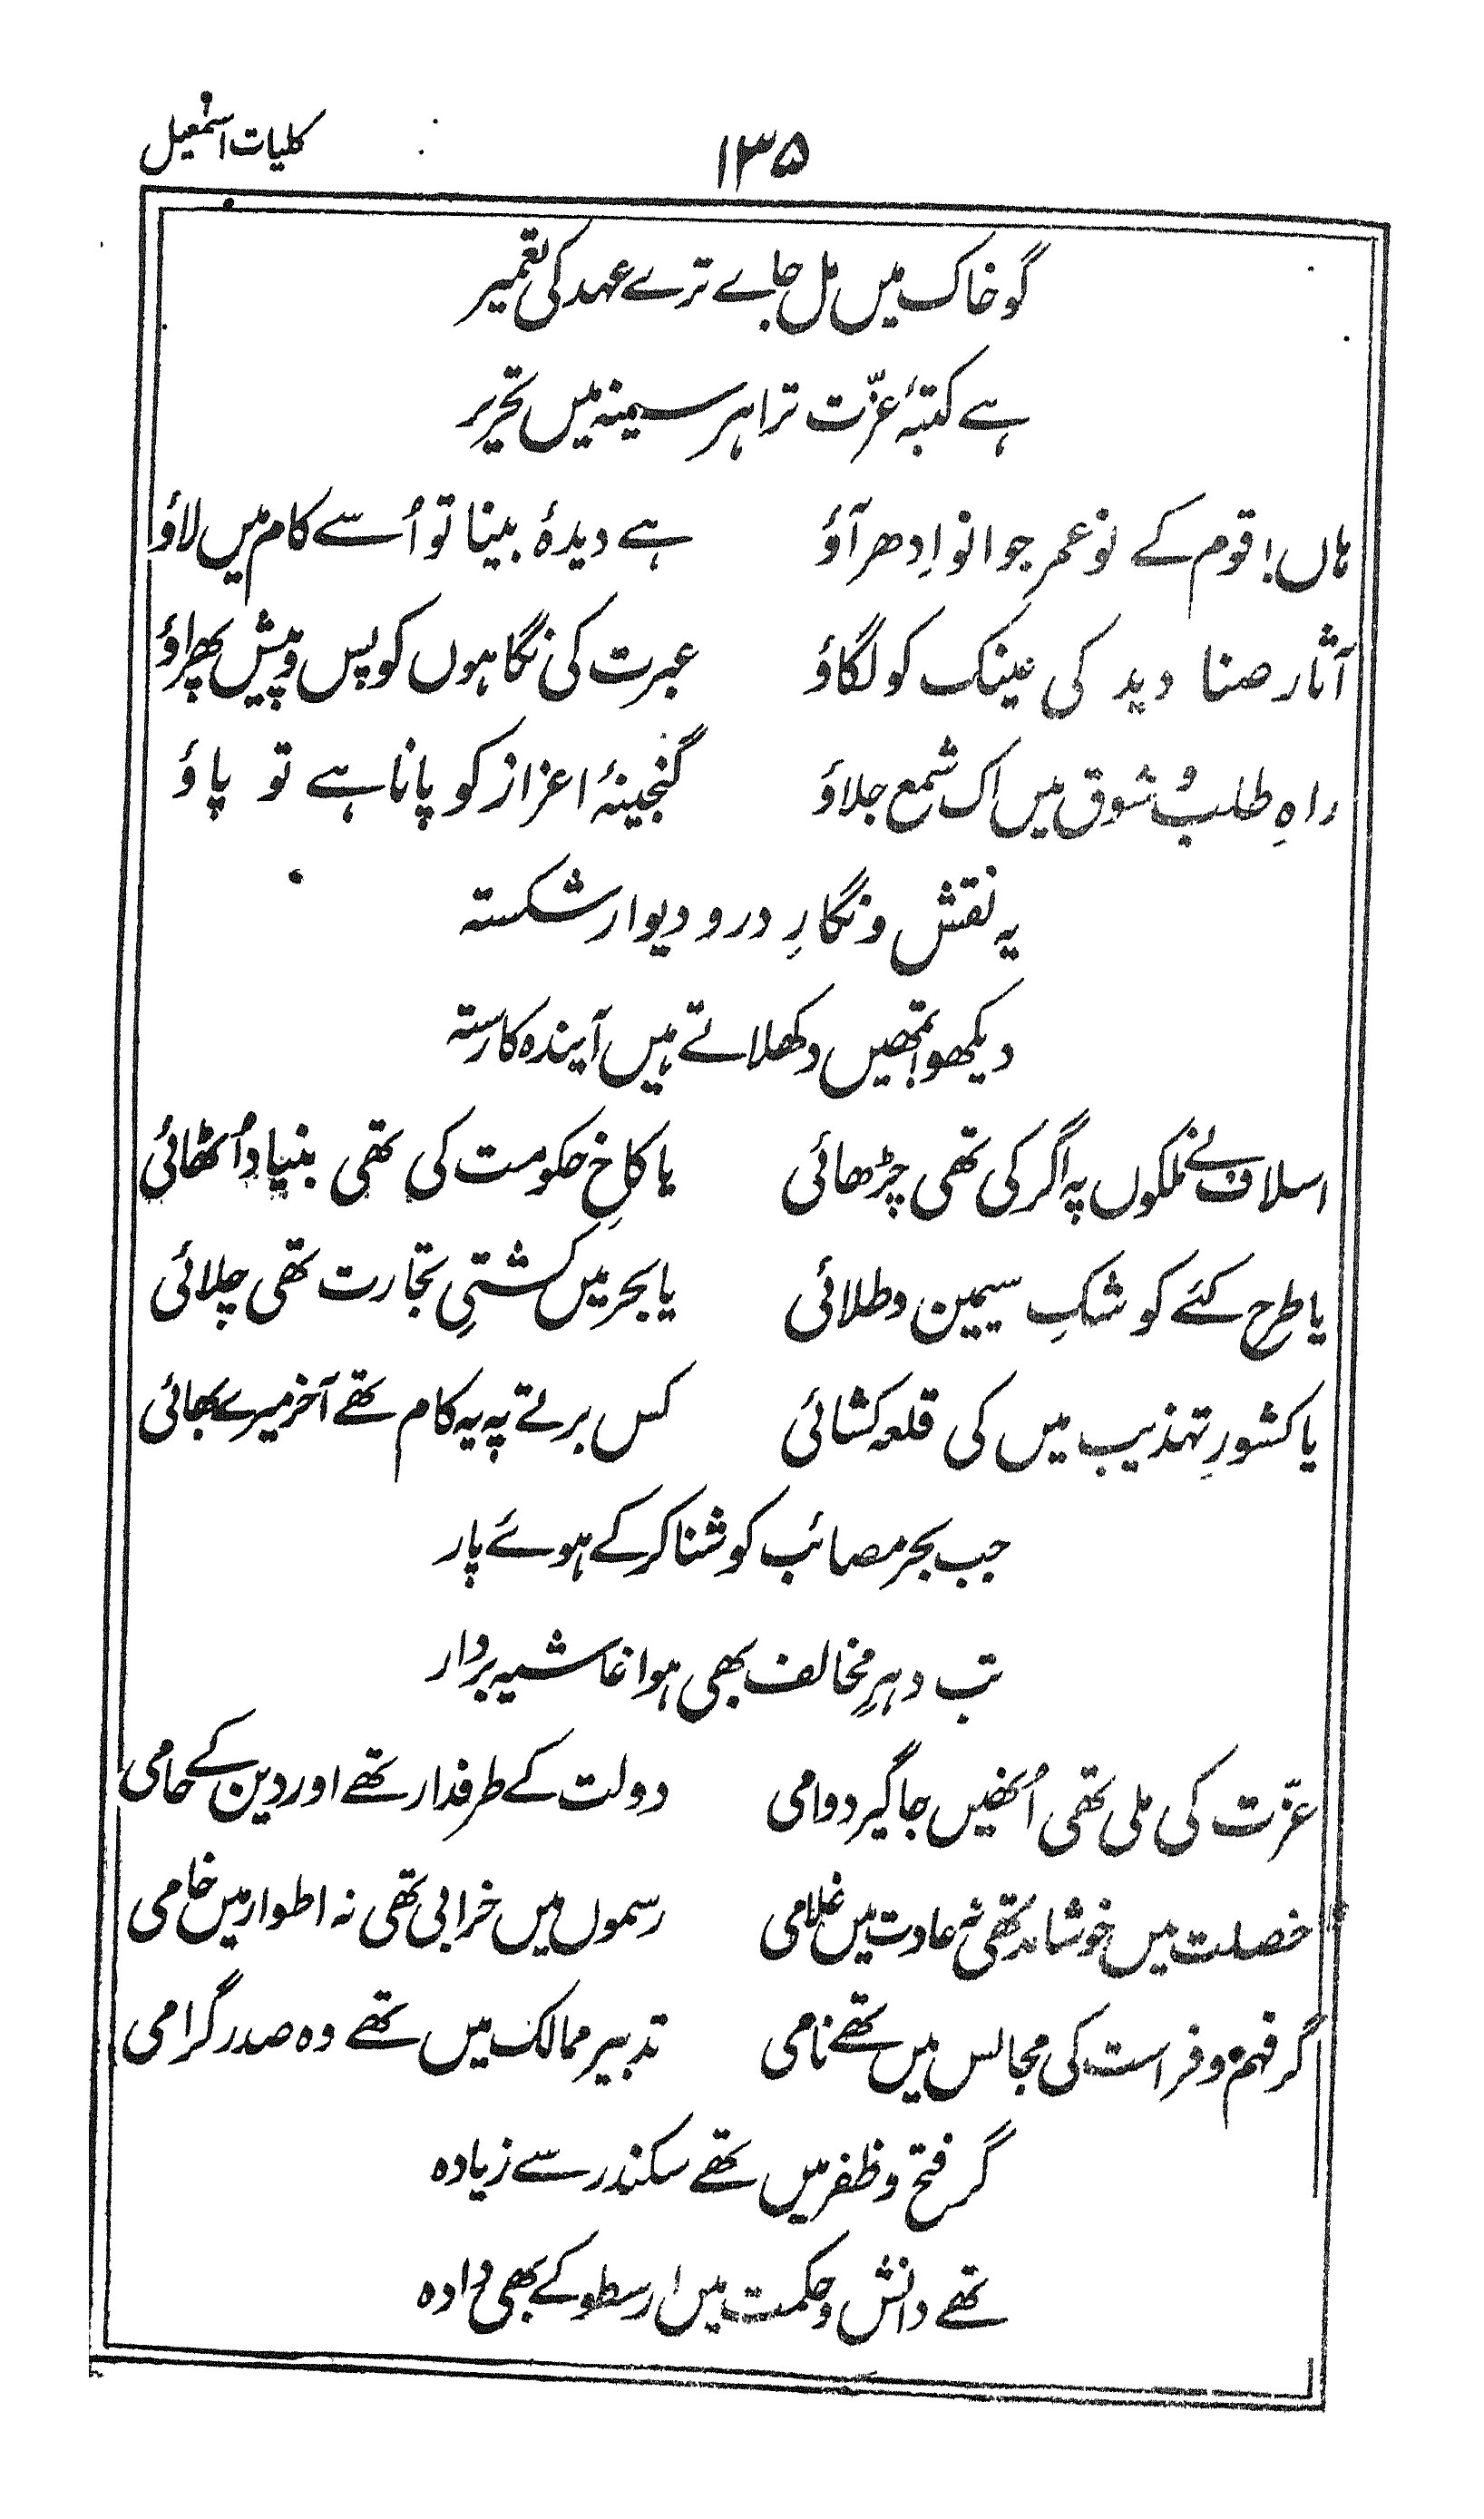 ۱۳۵
کلیات اسمٰعیل
گو خاک میں مل جاے ترے عہد کی تعمیر
ہے کتبۂ عزّت ترا ہر سینہ میں تحریر
ہاں! قوم کے نو عمر جوانو اِدھر آؤ ہے دیدۂ بینا تو اُسے کام میں لاؤ
آثار صنا دید کی عینک کو لگاؤ عبرت کی نگاہوں کو پس و پیش پھراؤ
راہِ طلب و شوق میں اک شمع جلاؤ گنجینۂ اعزاز کو پانا ہے تو پاؤ
یہ نقش و نگارِ در و دیوار شکستہ
دیکھو! تمھیں دکھلاتے ہیں آیندہ کا رستہ
اسلاف نے ملکوں پہ اگر کی تھی چڑھائی یا کاخِ حکومت کی تھی بنیاد اُٹھائی
یا طرح کئے کوشکِ سیمین و طلائی یا بحر میں کشتیِ تجارت تھی چلائی
یا کشورِ تہذیب میں کی قلعہ کشائی کس برتے پہ یہ کام تھے آخر میرے بھائی
جب بحر مصائب کو شنا کر کے ہوئے پار
تب دہرِ مخالف بھی ہوا غاشیہ بردار
عزّت کی ملی تھی اُنھیں جاگیر دوامی دولت کے طرفدار تھے اور دین کے حامی
خصلت میں خوشامد تھی نہ عادت میں غلامی رسموں میں خرابی تھی نہ اطوار میں خامی
گر فہم و فراست کی مجالس میں تھے نامی تدبیر ممالک میں تھے وہ صدر گرامی
گر فتح و ظفر میں تھے سکندر سے زیادہ
تھے دانش و حکمت میں ارسطو کے بھی دادہ